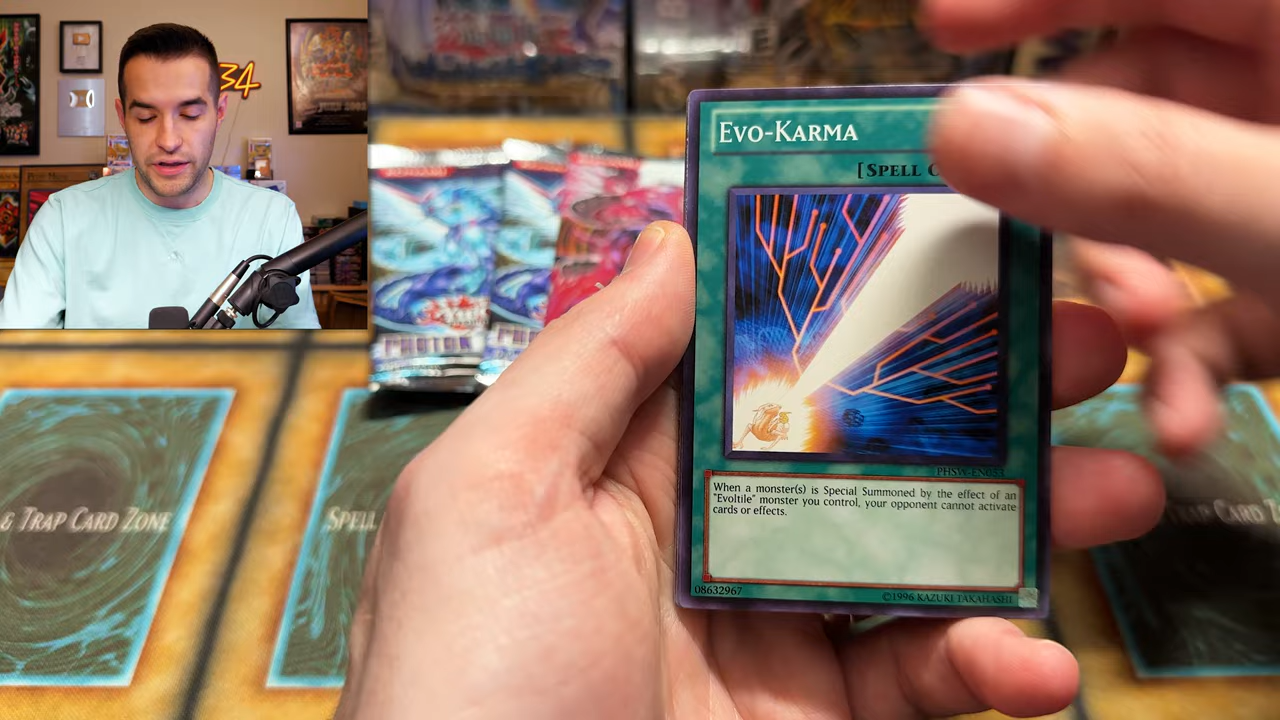 34
EVO-KARMA
[SPELL C
PHSW-EN053
When a monster(s) is Special Summoned by the effect of an
"Evoltile" monster you control, your opponent cannot activate
cards or effects.
08632967
©1996 KAZUKI TAKAHASHI
& TRAP CARD ZONE
SPELL
TRAP CARD